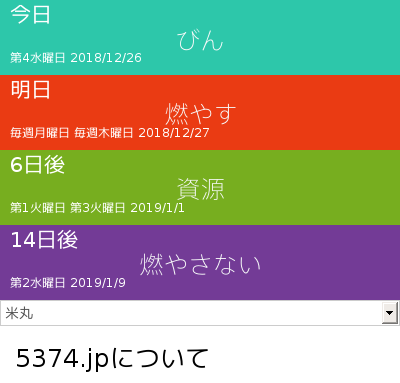 今日
びん
第4水曜日 2018/12/26
明日
燃やす
毎週月曜日 毎週木曜日 2018/12/27
6日後
資源
第1火曜日 第3火曜日 2019/1/1
14日後
燃やさない
第2水曜日 2019/1/9
米丸
5374.jpについて